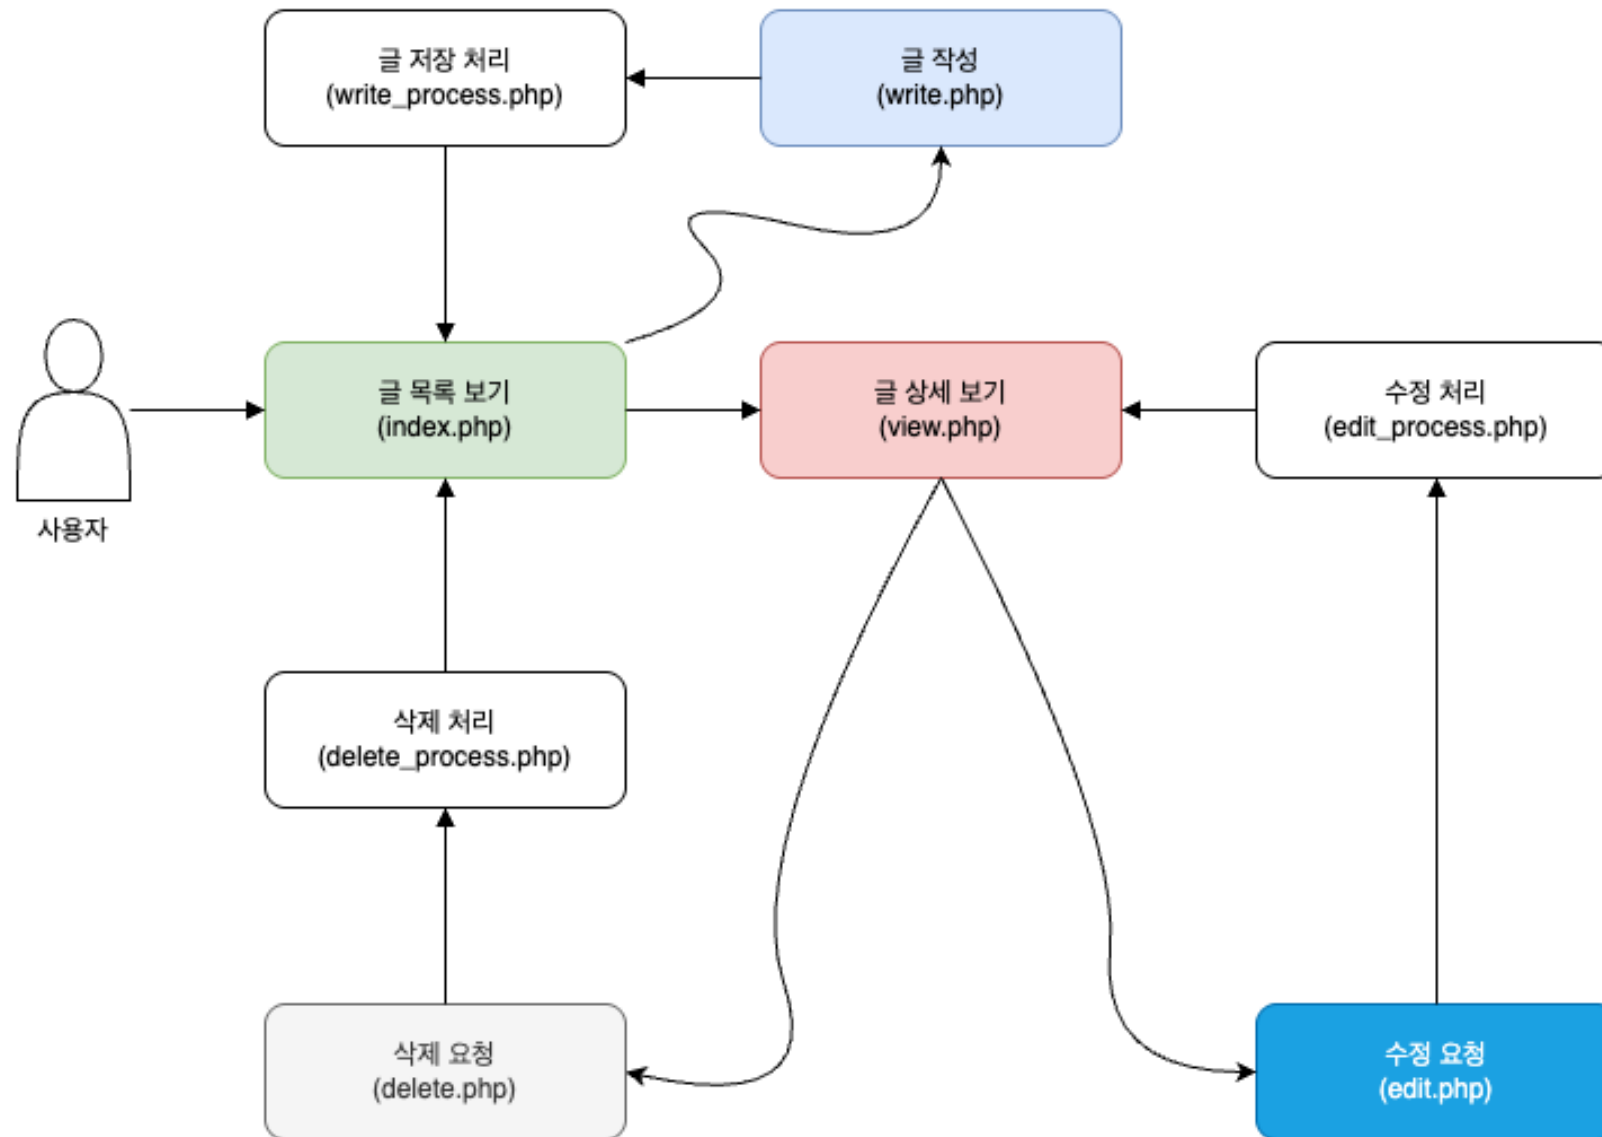 글 저장 처리
(write_process.php)
글 작성
(write.php)
사용자
글 목록 보기
(index.php)
글 상세 보기
(view.php)
수정 처리
(edit_process.php)
삭제 처리
(delete_process.php)
삭제 요청
(delete.php)
수정 요청
(edit.php)